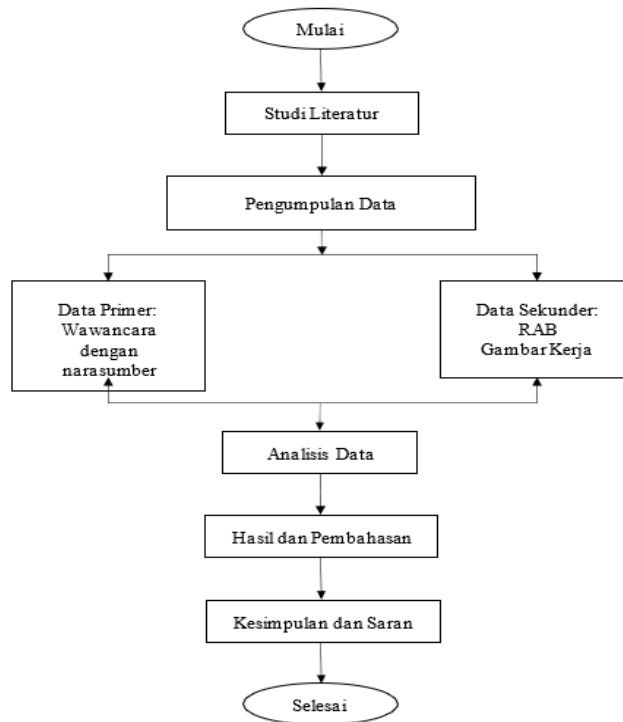 Mulai
Studi Literatur
Pengumpulan Data
Data Primer:
Wawancara
dengan
narasumber
Data Sekunder:
RAB
Gambar Kerja
Analisis Data
Hasil dan Pembahasan
Kesimpulan dan Saran
Selesai